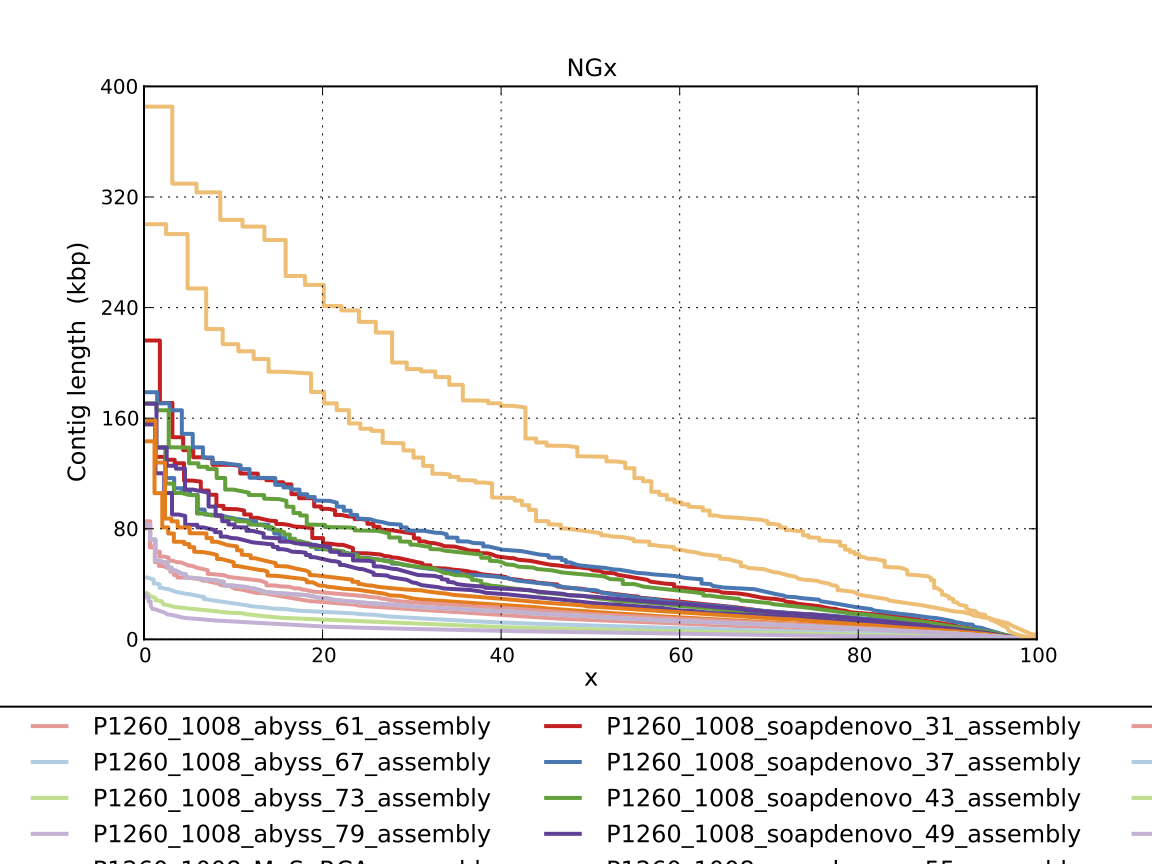 NGx
400
320
240
160
80
0
Contig length (kbp)
0 20 40 60 80 100
x
P1260_1008_abyss_61_assembly P1260_1008_soapdenovo_31_assembly
P1260_1008_abyss_67_assembly P1260_1008_soapdenovo_37_assembly
P1260_1008_abyss_73_assembly P1260_1008_soapdenovo_43_assembly
P1260_1008_abyss_79_assembly P1260_1008_soapdenovo_49_assembly